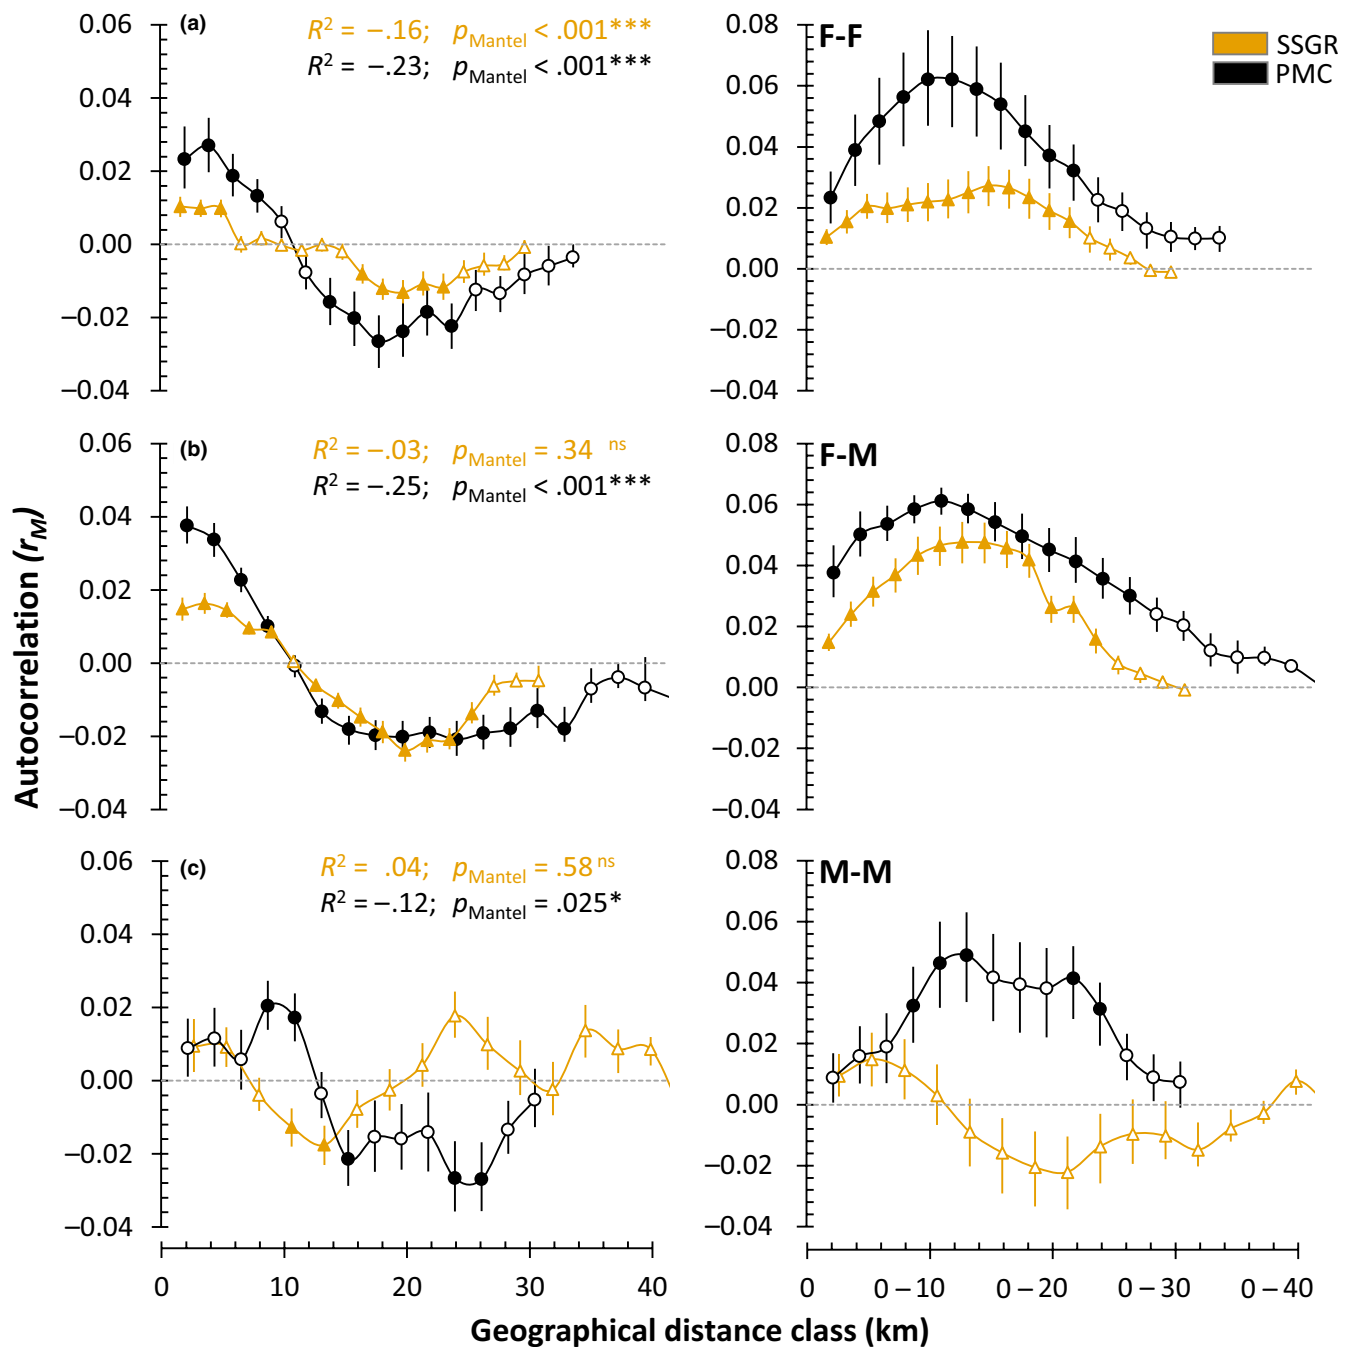 (a)
R² = –.16; pMantel < .001***
R² = –.23; pMantel < .001***
0.06
0.04
0.02
0.00
–0.02
–0.04
F-F
SSGR
PMC
0.08
0.06
0.04
0.02
0.00
–0.02
–0.04
(b)
R² = –.03; pMantel = .34 ns
R² = –.25; pMantel < .001***
0.06
0.04
0.02
0.00
–0.02
–0.04
F-M
0.08
0.06
0.04
0.02
0.00
–0.02
–0.04
(c)
R² = .04; pMantel = .58 ns
R² = –.12; pMantel = .025*
0.06
0.04
0.02
0.00
–0.02
–0.04
M-M
0.08
0.06
0.04
0.02
0.00
–0.02
–0.04
0 10 20 30 40
0 0 – 10 0 – 20 0 – 30 0 – 40
Autocorrelation (rM)
Geographical distance class (km)